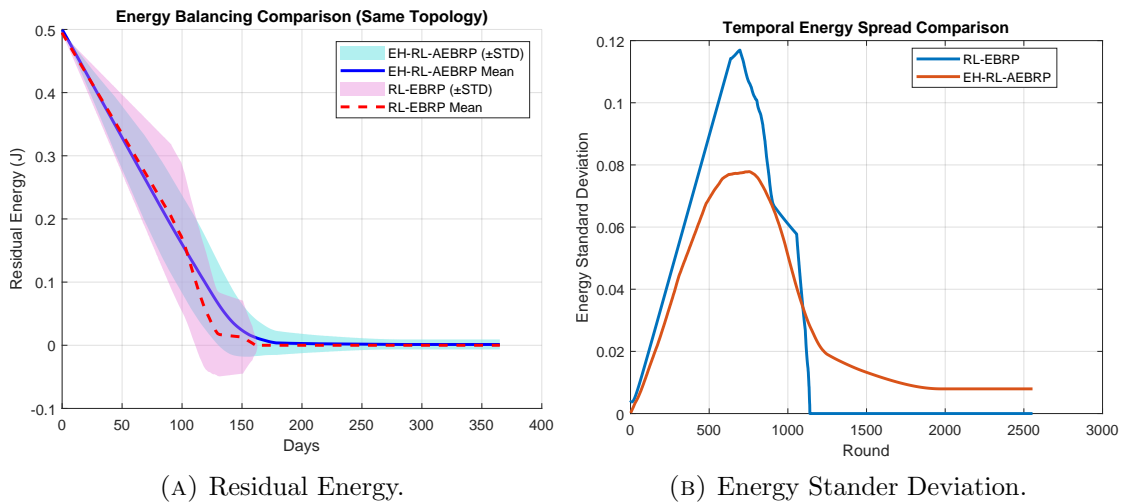 Energy Balancing Comparison (Same Topology)
0.5
0.4
0.3
0.2
0.1
0
-0.1
Residual Energy (J)
0
50
100
150
200
250
300
350
400
Days
EH-RL-AEBRP (±STD)
EH-RL-AEBRP Mean
RL-EBRP (±STD)
RL-EBRP Mean
(A) Residual Energy.
Temporal Energy Spread Comparison
0.12
0.1
0.08
0.06
0.04
0.02
0
Energy Standard Deviation
0
500
1000
1500
2000
2500
3000
Round
RL-EBRP
EH-RL-AEBRP
(B) Energy Stander Deviation.